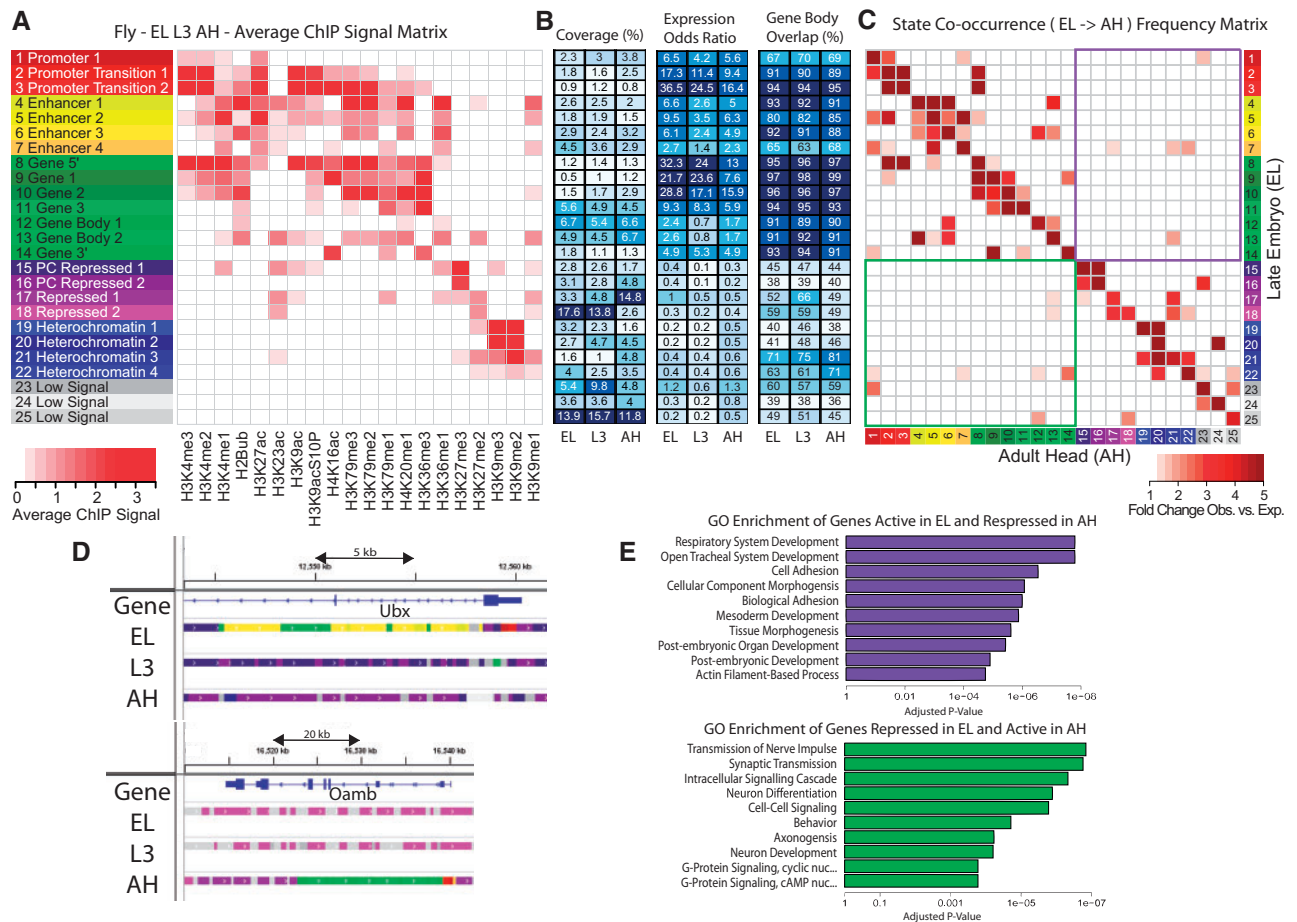 A
Fly - EL L3 AH - Average ChIP Signal Matrix
1 Promoter 1
2 Promoter Transition 1
3 Promoter Transition 2
4 Enhancer 1
5 Enhancer 2
6 Enhancer 3
7 Enhancer 4
8 Gene 5'
9 Gene 1
10 Gene 2
11 Gene 3
12 Gene Body 1
13 Gene Body 2
14 Gene 3'
15 PC Repressed 1
16 PC Repressed 2
17 Repressed 1
18 Repressed 2
19 Heterochromatin 1
20 Heterochromatin 2
21 Heterochromatin 3
22 Heterochromatin 4
23 Low Signal
24 Low Signal
25 Low Signal
H3K4me3
H3K4me2
H3K4me1
H2Bub
H3K27ac
H3K23ac
H3K9ac
H3K9acS10P
H4K16ac
H3K79me3
H3K79me2
H3K79me1
H4K20me1
H3K36me3
H3K36me1
H3K27me3
H3K27me2
H3K9me3
H3K9me2
H3K9me1
0 1 2 3
Average ChIP Signal
B
Coverage (%)
Expression Odds Ratio
Gene Body Overlap (%)
2.3 3 3.8 6.5 4.2 5.6 67 70 69
1.8 1.6 2.5 17.3 11.4 9.4 91 90 89
0.9 1.2 0.8 36.5 24.5 16.4 94 94 95
2.6 2.5 2 6.6 2.6 5 93 92 91
1.8 1.9 1.5 9.5 3.5 6.3 80 82 85
2.9 2.4 3.2 6.1 2.4 4.9 92 91 88
4.5 3.6 2.9 2.7 1.4 2.3 65 63 68
1.2 1.4 1.3 32.3 24 13 95 96 97
0.5 1 1.2 21.7 23.6 7.6 96 98 97
1.5 1.7 2.9 28.8 17.1 15.9 97 96 97
5.6 4.9 4.5 9.3 8.3 5.9 94 95 93
6.7 5.4 6.6 2.4 0.7 1.7 91 89 90
4.9 4.5 6.7 2.6 0.8 1.7 90 92 91
1.8 1.1 1.3 4.9 5.3 4.9 93 94 91
2.8 2.6 1.7 0.4 0.1 0.3 45 47 44
3.1 2.8 4.8 0.4 0.1 0.2 38 39 40
3.3 4.8 14.8 1 0.5 0.5 52 66 49
17.6 13.8 2.6 0.3 0.2 0.4 59 59 49
3.2 2.3 1.6 0.2 0.2 0.5 40 46 38
2.7 4.7 4.5 0.2 0.2 0.5 41 48 46
1.6 1 4.8 0.4 0.4 0.6 71 75 81
4 2.5 3.5 0.3 0.2 0.4 63 61 71
5.4 9.8 4.8 1.2 0.6 1.3 60 57 59
3.6 3.6 4 0.3 0.6 0.6 39 38 36
13.9 15.7 11.8 0.2 0.2 0.8 49 51 45
EL L3 AH EL L3 AH EL L3 AH
C
State Co-occurrence ( EL -> AH ) Frequency Matrix
1
2
3
4
5
6
7
8
9
10
11
12
13
14
15
16
17
18
19
20
21
22
23
24
25
Late Embryo (EL)
1 2 3 4 5 6 7 8 9 10 11 12 13 14 15 16 17 18 19 20 21 22 23 24 25
Adult Head (AH)
1 2 3 4 5
Fold Change Obs. vs. Exp.
D
5 kb
12,550 kb 12,560 kb
Gene
Ubx
EL
L3
AH
20 kb
16,520 kb 16,530 kb 16,540 kb
Gene
Oamb
EL
L3
AH
E
GO Enrichment of Genes Active in EL and Respressed in AH
Respiratory System Development
Open Tracheal System Development
Cell Adhesion
Cellular Component Morphogensis
Biological Adhesion
Mesoderm Development
Tissue Morphogenesis
Post-embryonic Organ Development
Post-embryonic Development
Actin Filament-Based Process
1 0.01 1e-04 1e-06 1e-08
Adjusted P-Value
GO Enrichment of Genes Repressed in EL and Active in AH
Transmission of Nerve Impulse
Synaptic Transmission
Intracellular Signalling Cascade
Neuron Differentiation
Cell-Cell Signaling
Behavior
Axonogensis
Neuron Development
G-Protein Signaling, cyclic nuc...
G-Protein Signaling, cAMP nuc...
1 0.1 0.001 1e-05 1e-07
Adjusted P-Value